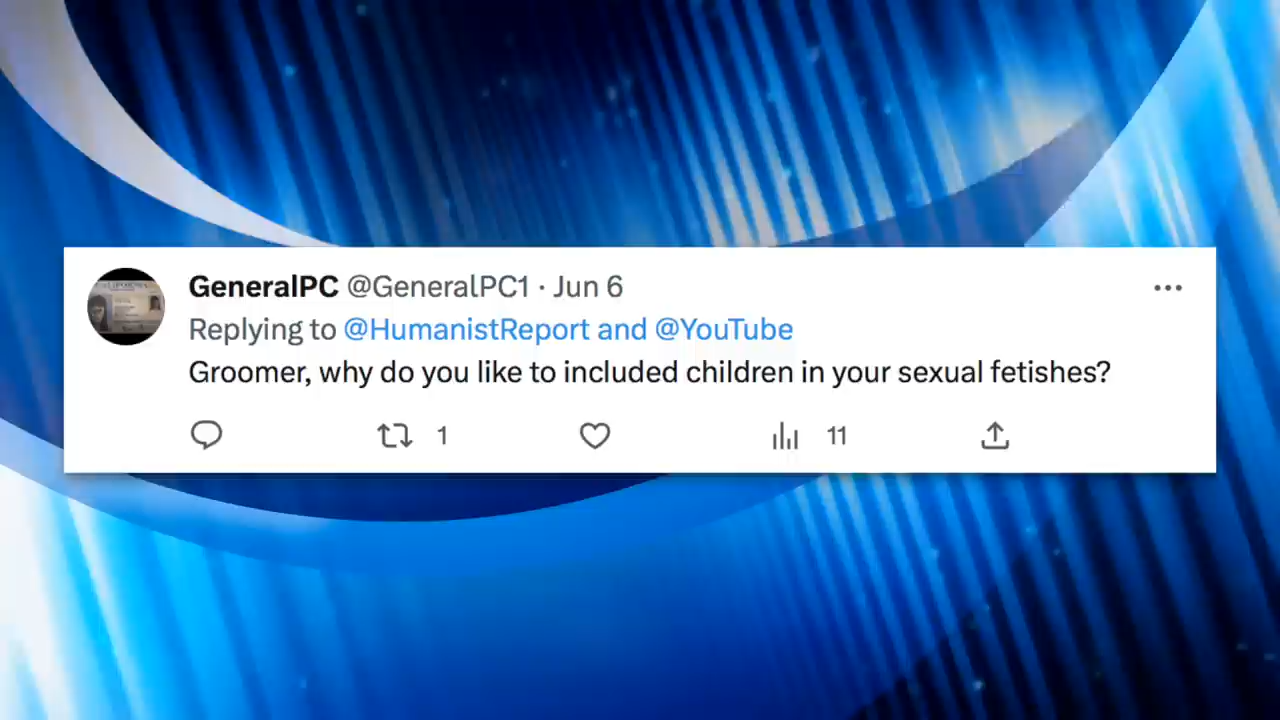 GeneralPC @GeneralPC1 · Jun 6
Replying to @HumanistReport and @YouTube
Groomer, why do you like to included children in your sexual fetishes?
1 11